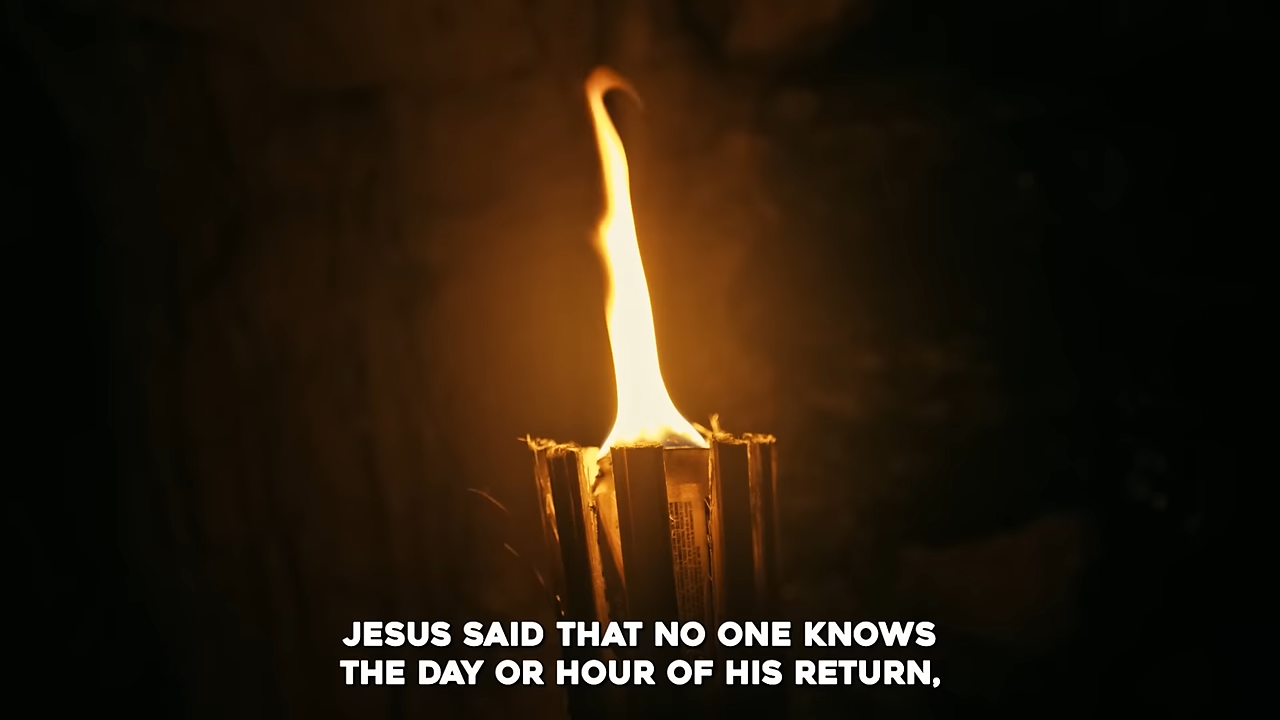 JESUS SAID THAT NO ONE KNOWS
THE DAY OR HOUR OF HIS RETURN,